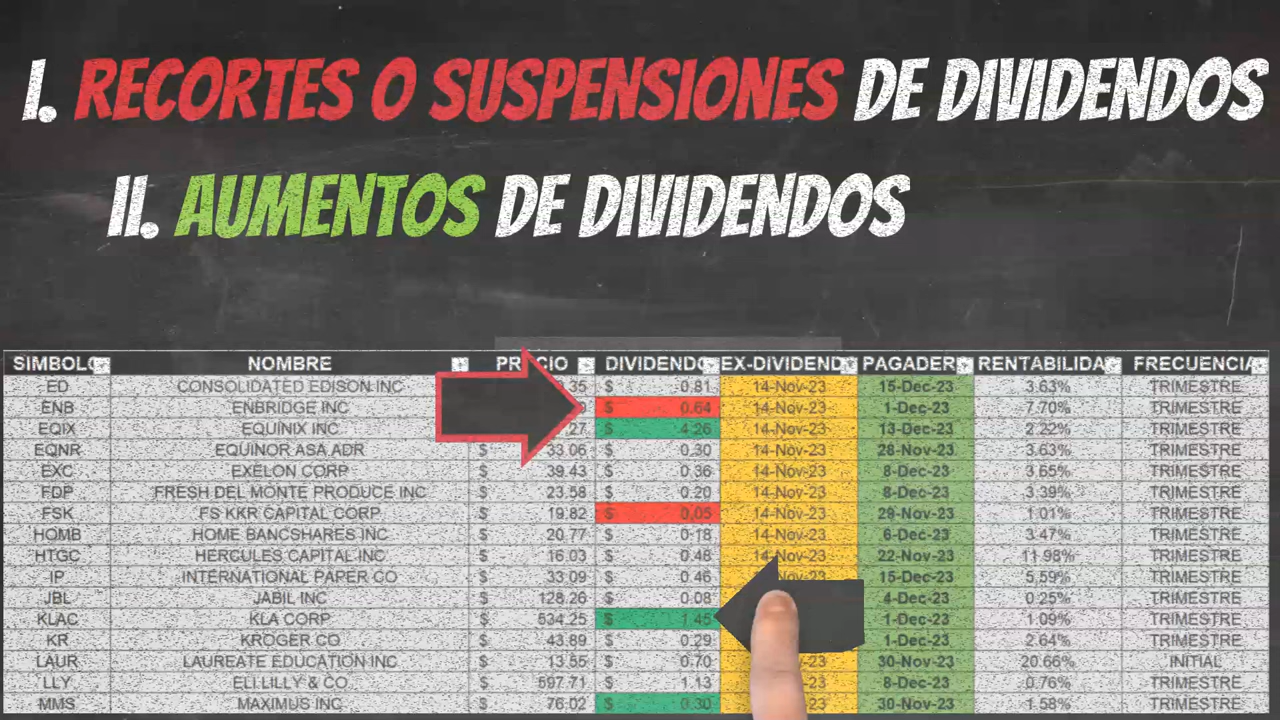 I. RECORTES O SUSPENSIONES DE DIVIDENDOS
II. AUMENTOS DE DIVIDENDOS
SIMBOLO NOMBRE DIVIDENDO EX-DIVIDENDO PAGADER RENTABILIDA FRECUENCIA
ED CONSOLIDATED EDISON INC .35 $ 0.81 14-Nov-23 15-Dec-23 3.63% TRIMESTRE
ENB ENBRIDGE INC $ 0.64 14-Nov-23 1-Dec-23 7.70% TRIMESTRE
EQIX EQUINIX INC .27 $ 4.26 14-Nov-23 13-Dec-23 2.22% TRIMESTRE
EQNR EQUINOR ASA ADR $ 33.06 $ 0.30 14-Nov-23 28-Nov-23 3.63% TRIMESTRE
EXC EXELON CORP $ 39.43 $ 0.36 14-Nov-23 8-Dec-23 3.65% TRIMESTRE
FDP FRESH DEL MONTE PRODUCE INC $ 23.58 $ 0.20 14-Nov-23 8-Dec-23 3.39% TRIMESTRE
FSK FS KKR CAPITAL CORP $ 19.82 $ 0.05 14-Nov-23 29-Nov-23 1.01% TRIMESTRE
HOMB HOME BANCSHARES INC $ 20.77 $ 0.18 14-Nov-23 6-Dec-23 3.47% TRIMESTRE
HTGC HERCULES CAPITAL INC $ 16.03 $ 0.48 14-Nov-23 22-Nov-23 11.98% TRIMESTRE
IP INTERNATIONAL PAPER CO $ 33.09 $ 0.46 Nov-23 15-Dec-23 5.59% TRIMESTRE
JBL JABIL INC $ 128.26 $ 0.08 4-Dec-23 0.25% TRIMESTRE
KLAC KLA CORP $ 534.25 $ 1.45 1-Dec-23 1.09% TRIMESTRE
KR KROGER CO $ 43.89 $ 0.29 1-Dec-23 2.64% TRIMESTRE
LAUR LAUREATE EDUCATION INC $ 13.55 $ 0.70 -23 30-Nov-23 20.66% INITIAL
LLY ELI LILLY & CO $ 597.71 $ 1.13 23 8-Dec-23 0.76% TRIMESTRE
MMS MAXIMUS INC $ 76.02 $ 0.30 23 30-Nov-23 1.58% TRIMESTRE